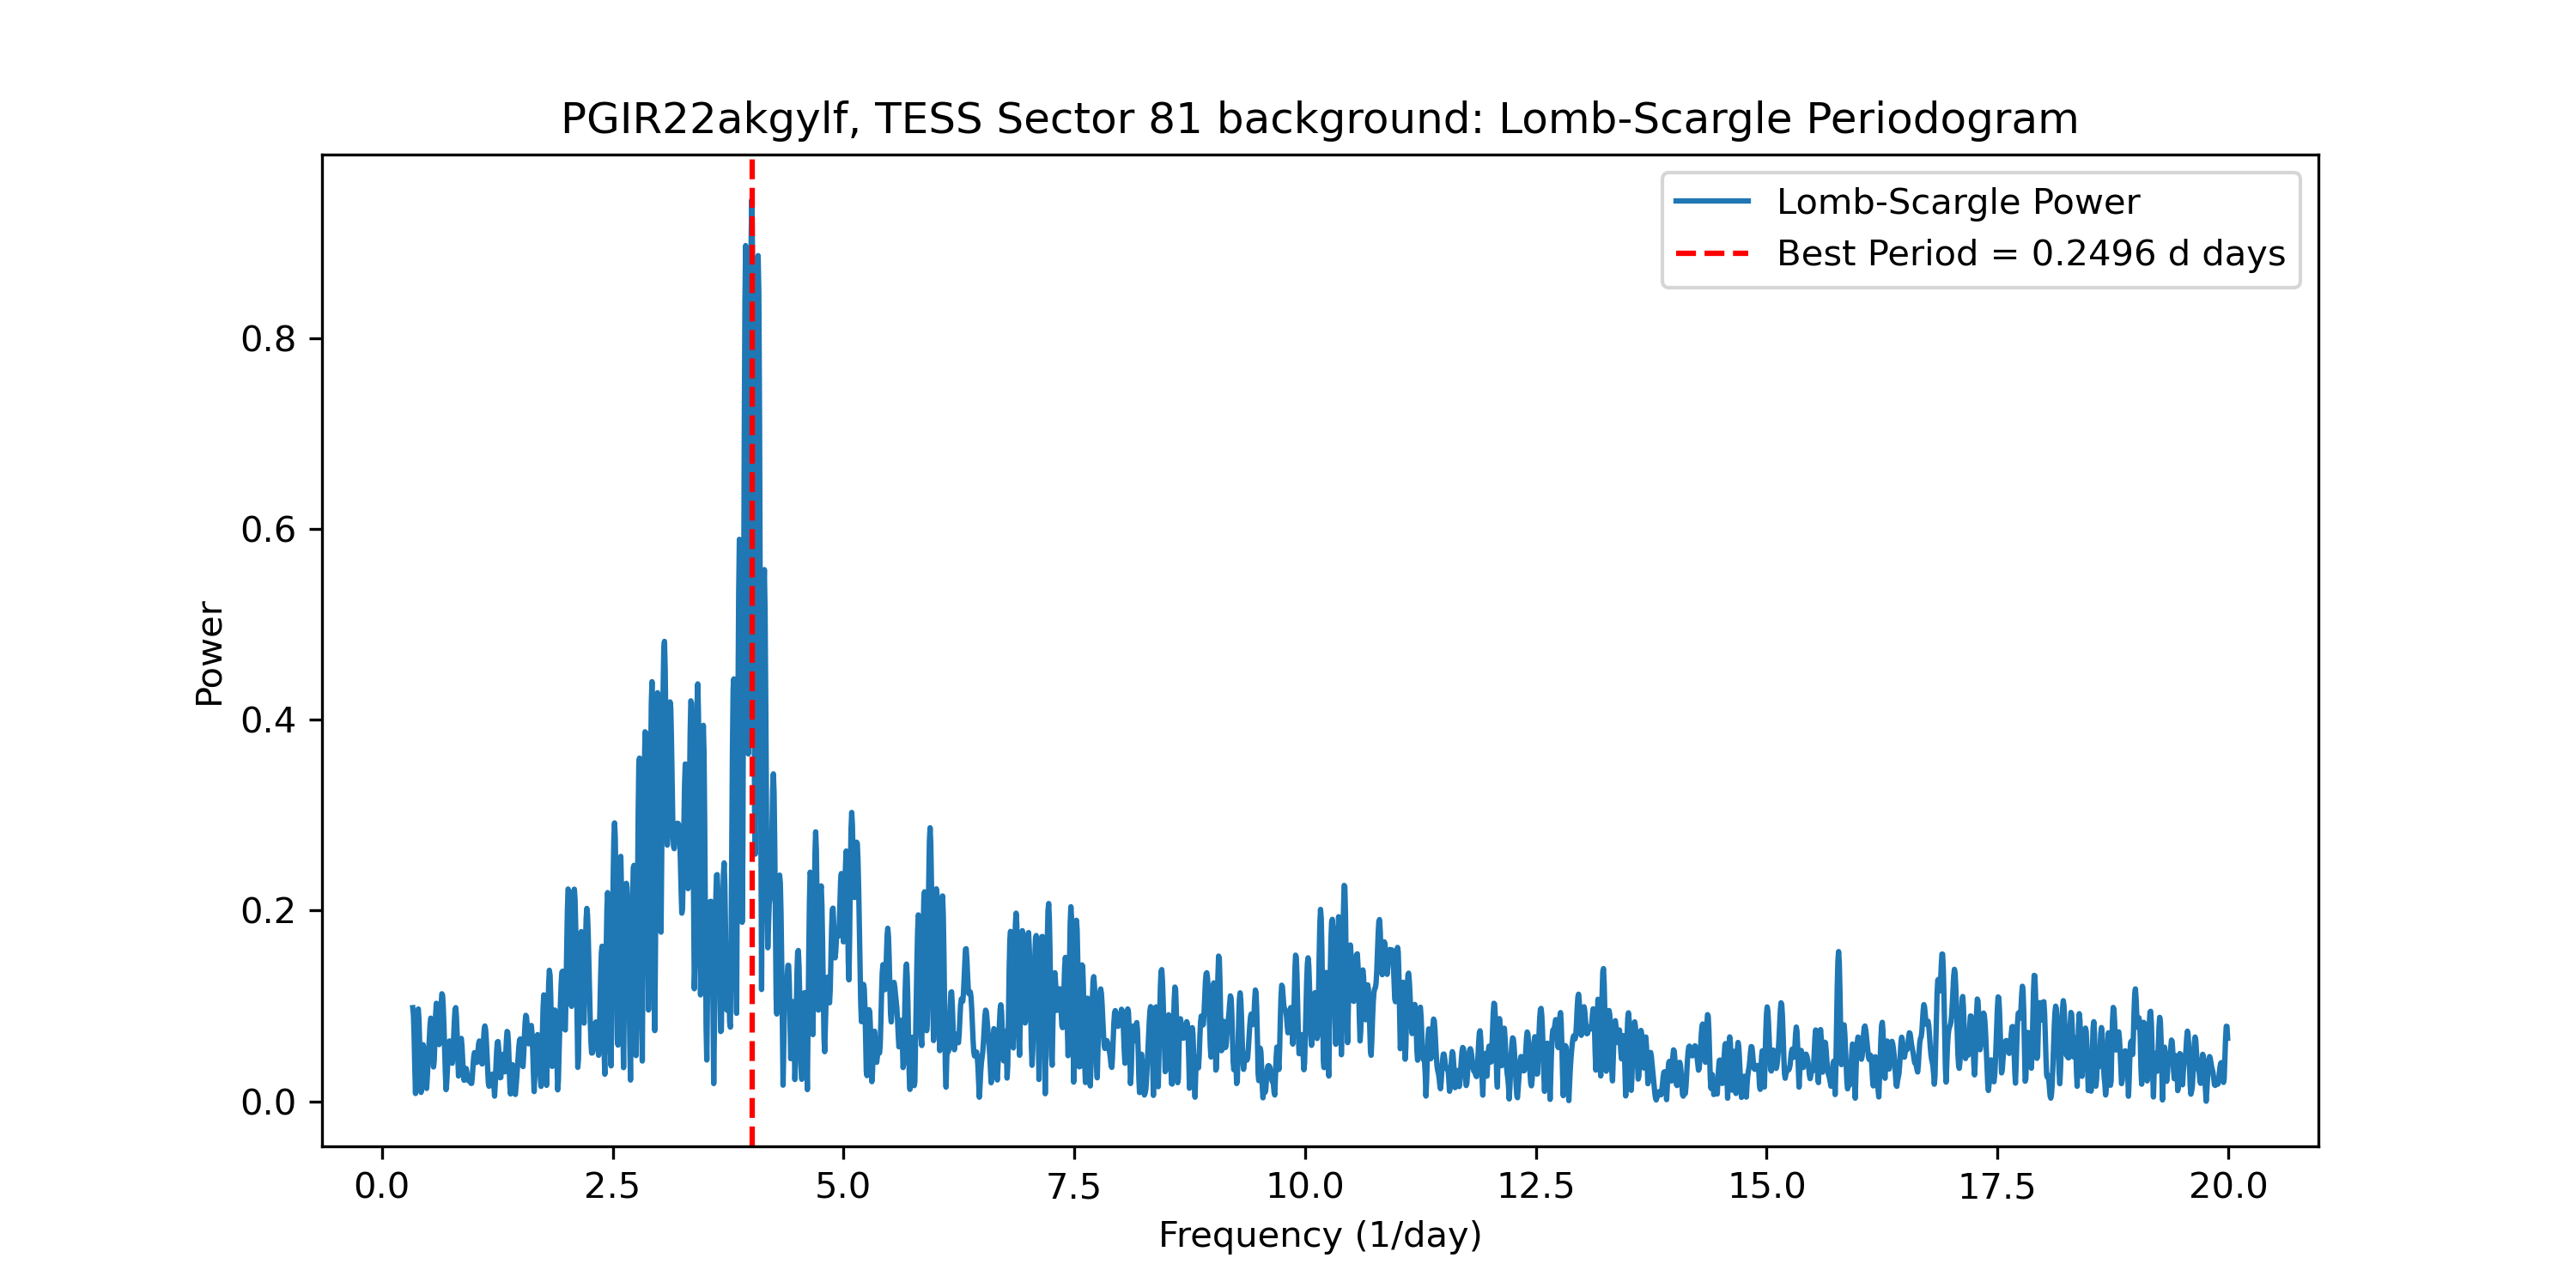 PGIR22akgylf, TESS Sector 81 background: Lomb-Scargle Periodogram
Lomb-Scargle Power
Best Period = 0.2496 d days
Power
0.8
0.6
0.4
0.2
0.0
0.0 2.5 5.0 7.5 10.0 12.5 15.0 17.5 20.0
Frequency (1/day)